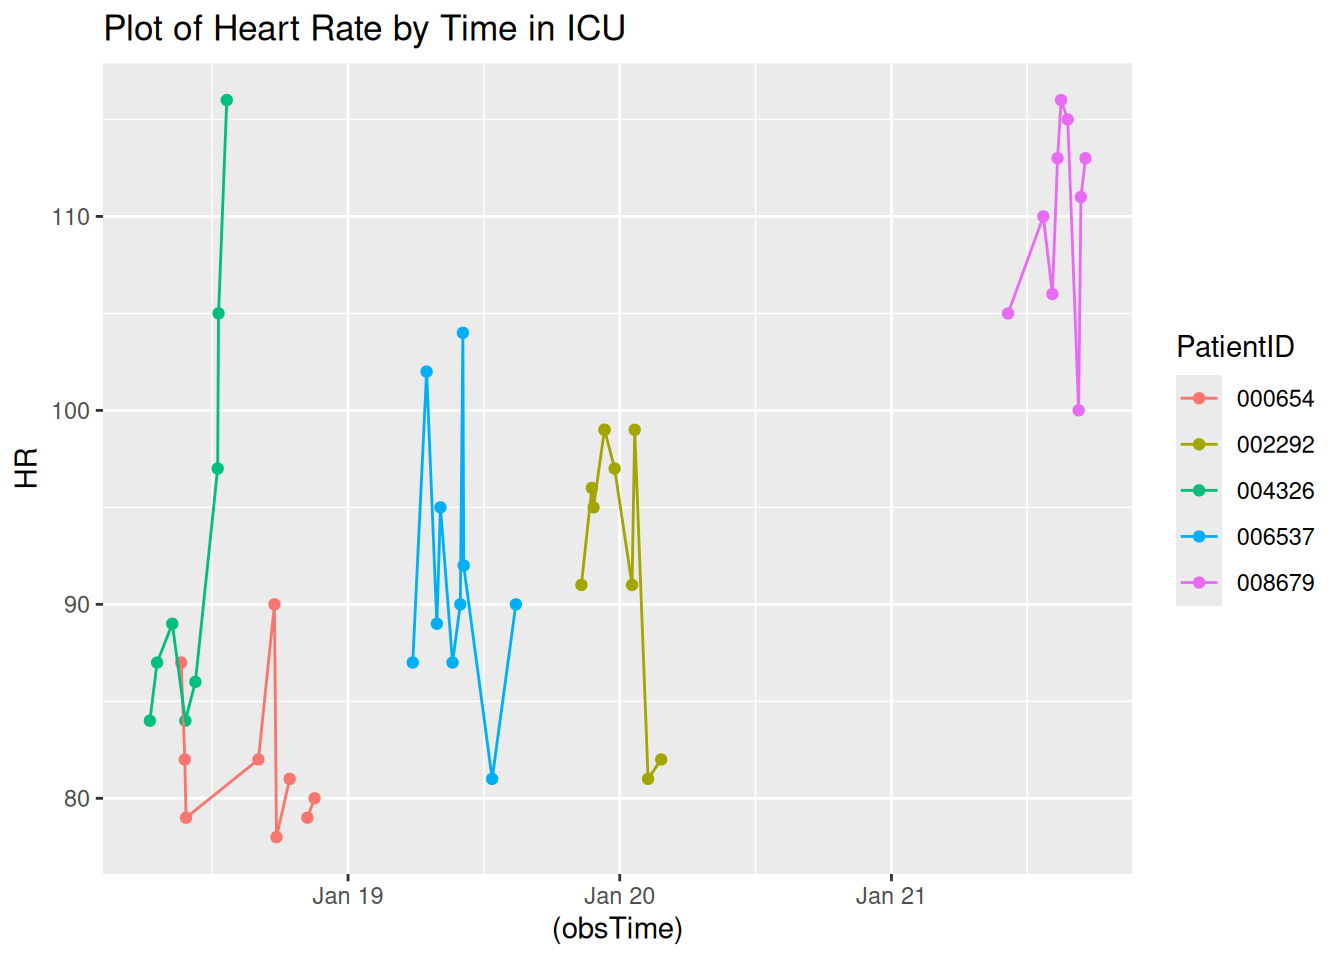 Plot of Heart Rate by Time in ICU
110
100
90
80
HR
Jan 19
Jan 20
Jan 21
(obsTime)
PatientID
000654
002292
004326
006537
008679